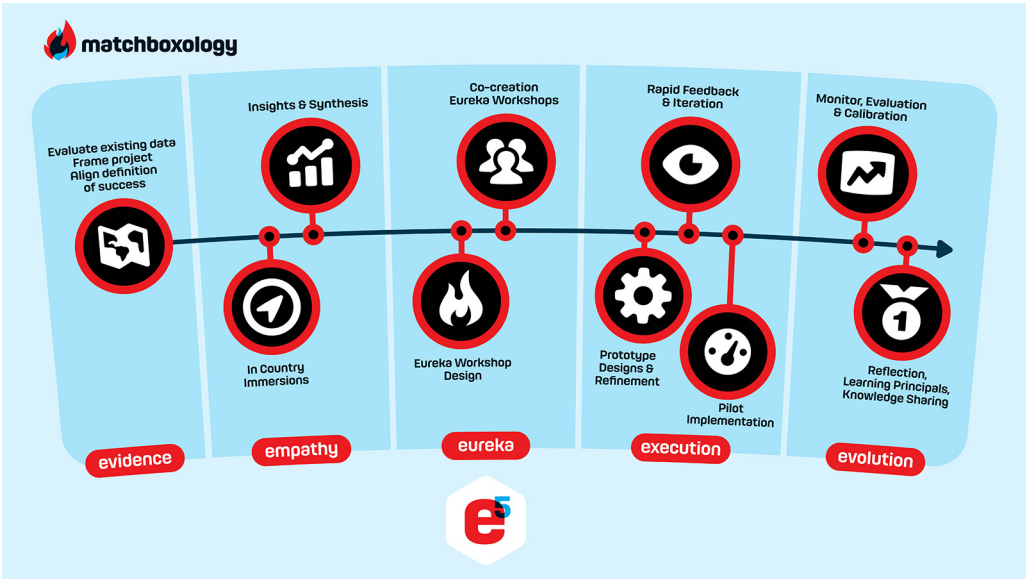 matchboxology
Evaluate existing data
Frame project
Align definition
of success
evidence
Insights & Synthesis
In Country
Immersions
empathy
Co-creation
Eureka Workshops
Eureka Workshop
Design
eureka
Rapid Feedback
& Iteration
Prototype
Designs &
Refinement
Pilot
Implementation
execution
Monitor, Evaluation
& Calibration
1
Reflection,
Learning Principals,
Knowledge Sharing
evolution
e5